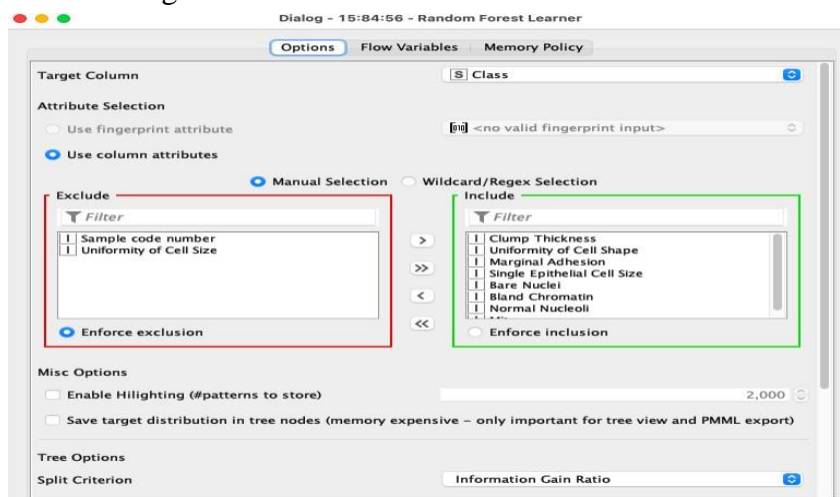 Dialog - 15:84:56 - Random Forest Learner
Options Flow Variables Memory Policy
Target Column S Class
Attribute Selection
Use fingerprint attribute <no valid fingerprint input>
Use column attributes
Manual Selection Wildcard/Regex Selection
Exclude Include
Filter Filter
I Sample code number I Clump Thickness
I Uniformity of Cell Size I Uniformity of Cell Shape
I Marginal Adhesion
> I Single Epithelial Cell Size
>> I Bare Nuclei
< I Bland Chromatin
<< I Normal Nucleoli
Enforce exclusion Enforce inclusion
Misc Options
Enable Hilighting (#patterns to store) 2,000
Save target distribution in tree nodes (memory expensive – only important for tree view and PMML export)
Tree Options
Split Criterion Information Gain Ratio